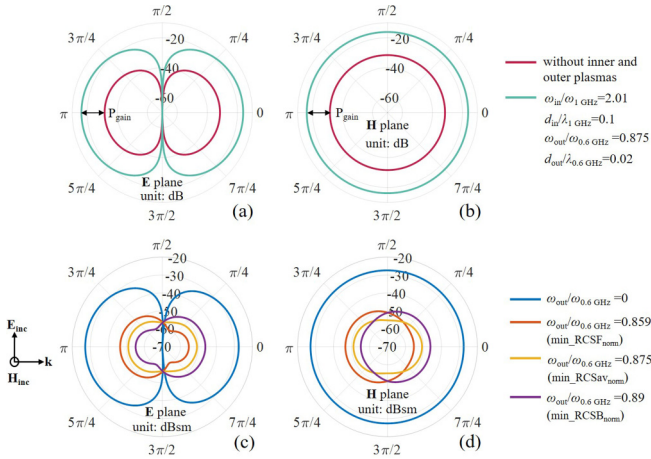 π/2
-20
3π/4
π/4
-40
-60
π
P_gain
0
E plane
unit: dB
5π/4
7π/4
3π/2
(a)
π/2
-20
3π/4
π/4
-40
-60
π
P_gain
H plane
unit: dB
0
5π/4
7π/4
3π/2
(b)
without inner and
outer plasmas
ω_in/ω_1 GHz=2.01
d_in/λ_1 GHz=0.1
ω_out/ω_0.6 GHz=0.875
d_out/λ_0.6 GHz=0.02
E_inc
k
H_inc
π/2
-20
3π/4
π/4
-30
-50
-60
-70
π
0
E plane
unit: dBsm
5π/4
7π/4
3π/2
(c)
π/2
-20
3π/4
π/4
-30
-40
-50
-60
-70
π
0
H plane
unit: dBsm
5π/4
7π/4
3π/2
(d)
ω_out/ω_0.6 GHz=0
ω_out/ω_0.6 GHz=0.859
(min_RCSF_norm)
ω_out/ω_0.6 GHz=0.875
(min_RCSav_norm)
ω_out/ω_0.6 GHz=0.89
(min_RCSB_norm)